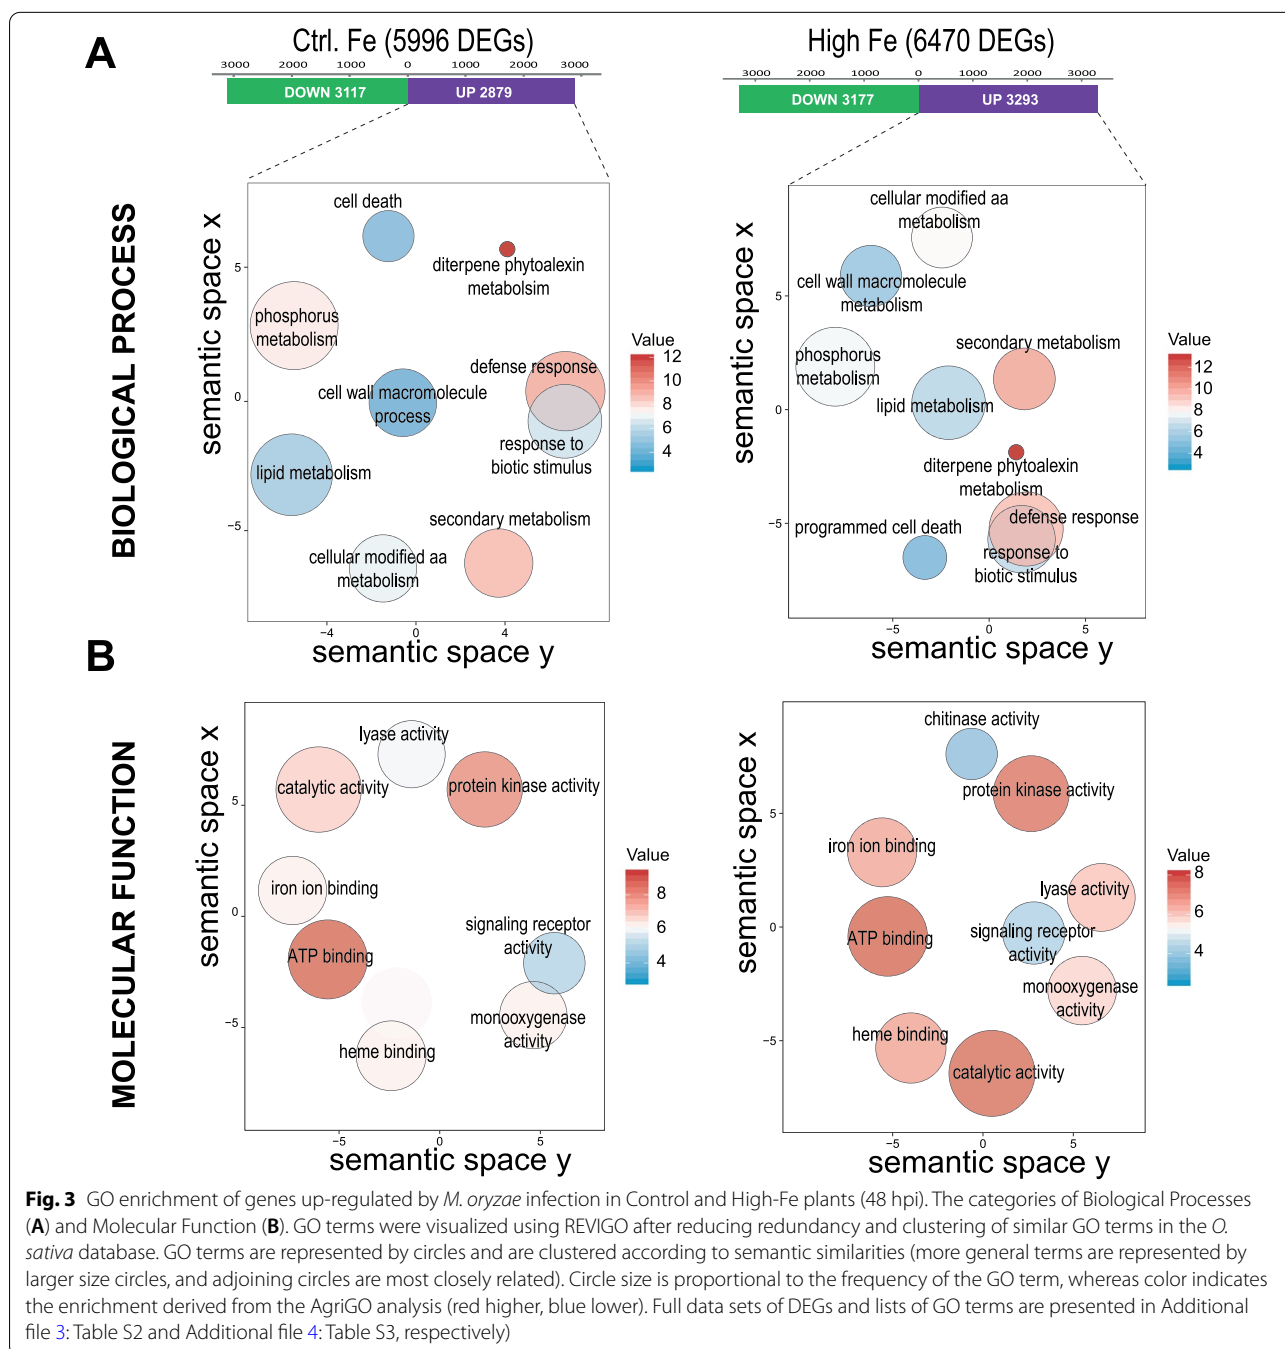 A
Ctrl. Fe (5996 DEGs)
3000 2000 1000 0 1000 2000 3000
DOWN 3117 UP 2879
High Fe (6470 DEGs)
3000 2000 1000 0 1000 2000 3000
DOWN 3177 UP 3293
BIOLOGICAL PROCESS
semantic space x
5
0
−5
cell death
diterpene phytoalexin
metabolsim
phosphorus
metabolism
defense response
cell wall macromolecule
process
response to
biotic stimulus
lipid metabolism
secondary metabolism
cellular modified aa
metabolism
−4 0 4
semantic space y
Value
12
10
8
6
4
semantic space x
5
0
−5
cellular modified aa
metabolism
cell wall macromolecule
metabolism
phosphorus
metabolism
secondary metabolism
lipid metabolism
diterpene phytoalexin
metabolism
programmed cell death
defense response
response to
biotic stimulus
−5 0 5
semantic space y
Value
12
10
8
6
4
B
MOLECULAR FUNCTION
semantic space x
5
0
−5
lyase activity
catalytic activity
protein kinase activity
iron ion binding
signaling receptor
activity
ATP binding
monooxygenase
activity
heme binding
−5 0 5
semantic space y
Value
8
6
4
semantic space x
5
0
−5
chitinase activity
protein kinase activity
iron ion binding
lyase activity
ATP binding
signaling receptor
activity
monooxygenase
activity
heme binding
catalytic activity
−5 0 5
semantic space y
Value
8
6
4
Fig. 3 GO enrichment of genes up-regulated by M. oryzae infection in Control and High-Fe plants (48 hpi). The categories of Biological Processes
(A) and Molecular Function (B). GO terms were visualized using REVIGO after reducing redundancy and clustering of similar GO terms in the O.
sativa database. GO terms are represented by circles and are clustered according to semantic similarities (more general terms are represented by
larger size circles, and adjoining circles are most closely related). Circle size is proportional to the frequency of the GO term, whereas color indicates
the enrichment derived from the AgriGO analysis (red higher, blue lower). Full data sets of DEGs and lists of GO terms are presented in Additional
file 3: Table S2 and Additional file 4: Table S3, respectively)